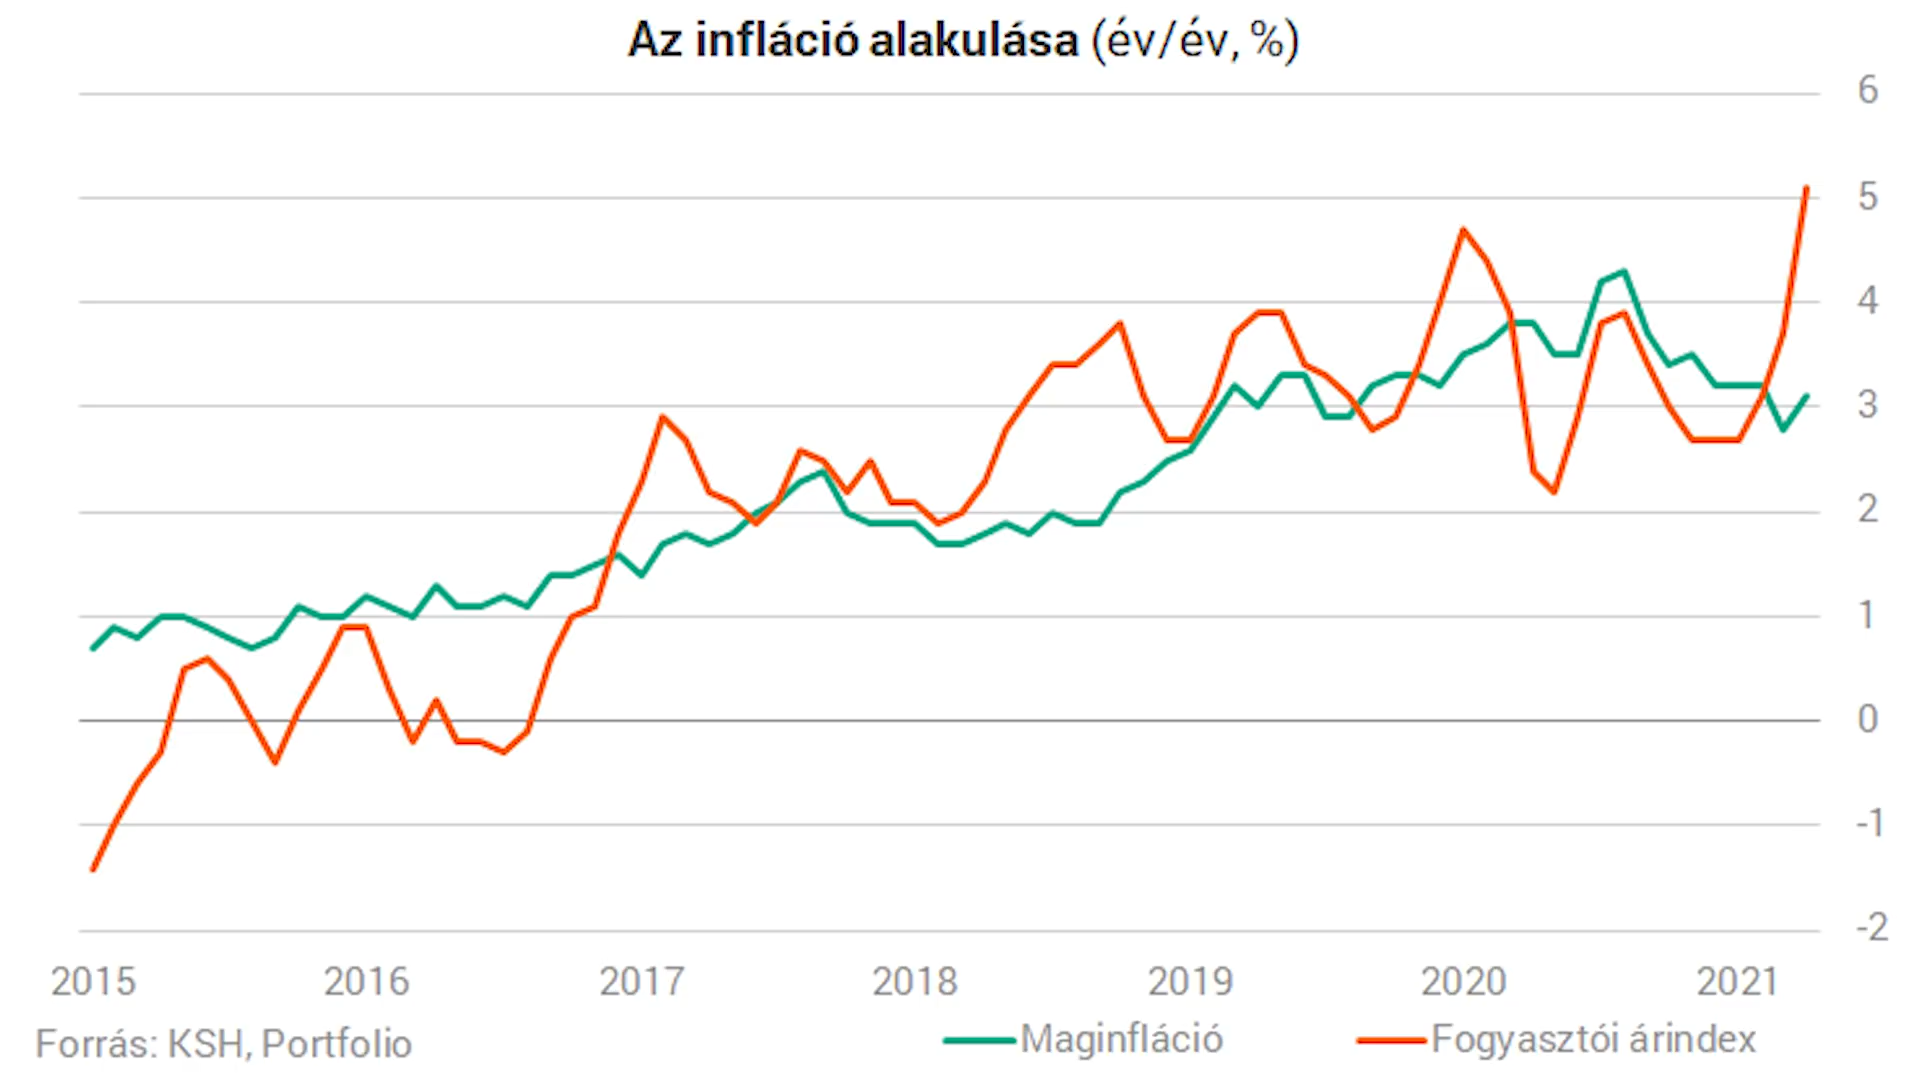 Az infláció alakulása (év/év, %)
6
5
4
3
2
1
0
-1
-2
2015 2016 2017 2018 2019 2020 2021
Forrás: KSH, Portfolio
Maginfláció Fogyasztói árindex